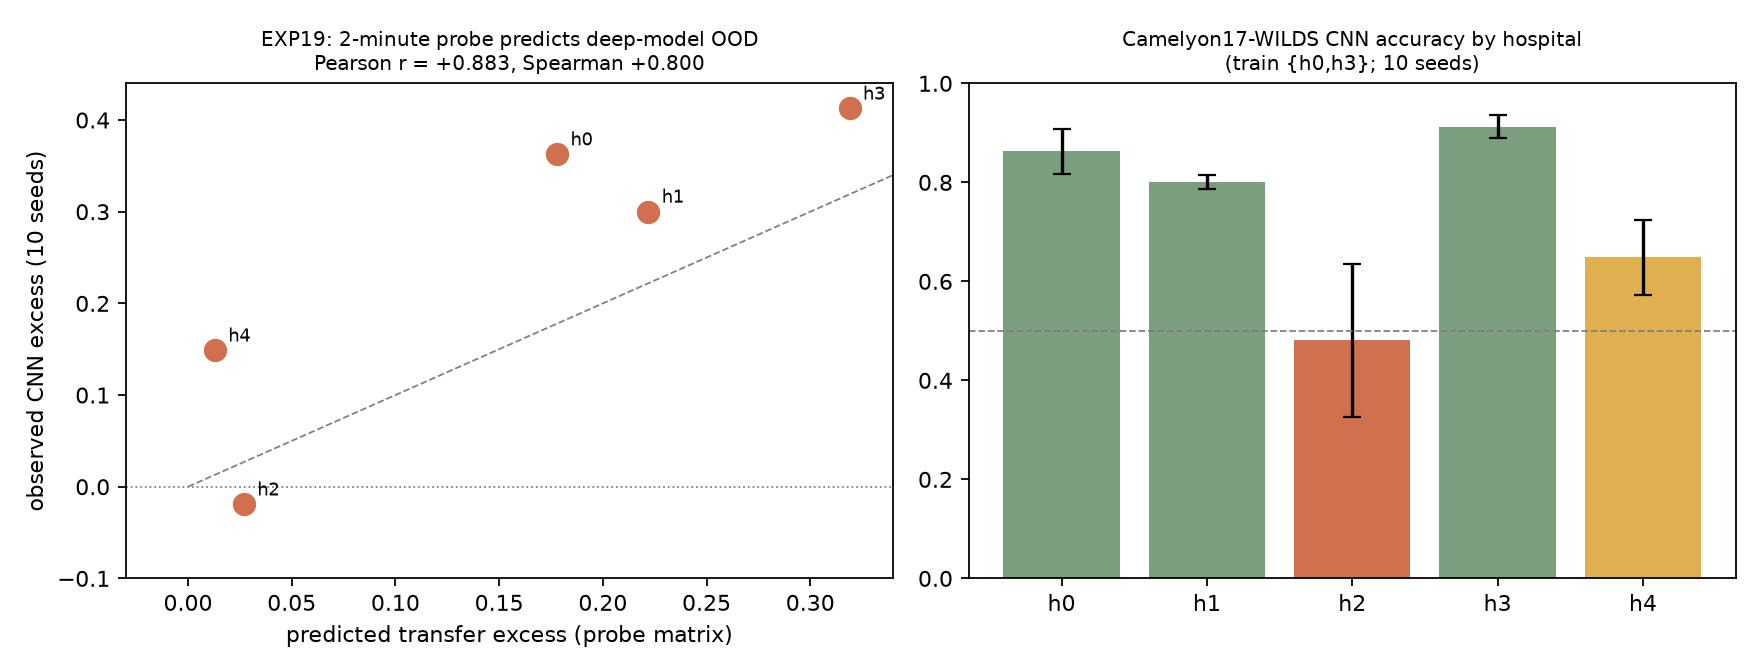 EXP19: 2-minute probe predicts deep-model OOD
Pearson r = +0.883, Spearman +0.800
observed CNN excess (10 seeds)
0.4
0.3
0.2
0.1
0.0
−0.1
h3
h0
h1
h4
h2
0.00 0.05 0.10 0.15 0.20 0.25 0.30
predicted transfer excess (probe matrix)
Camelyon17-WILDS CNN accuracy by hospital
(train {h0,h3}; 10 seeds)
1.0
0.8
0.6
0.4
0.2
0.0
h0 h1 h2 h3 h4